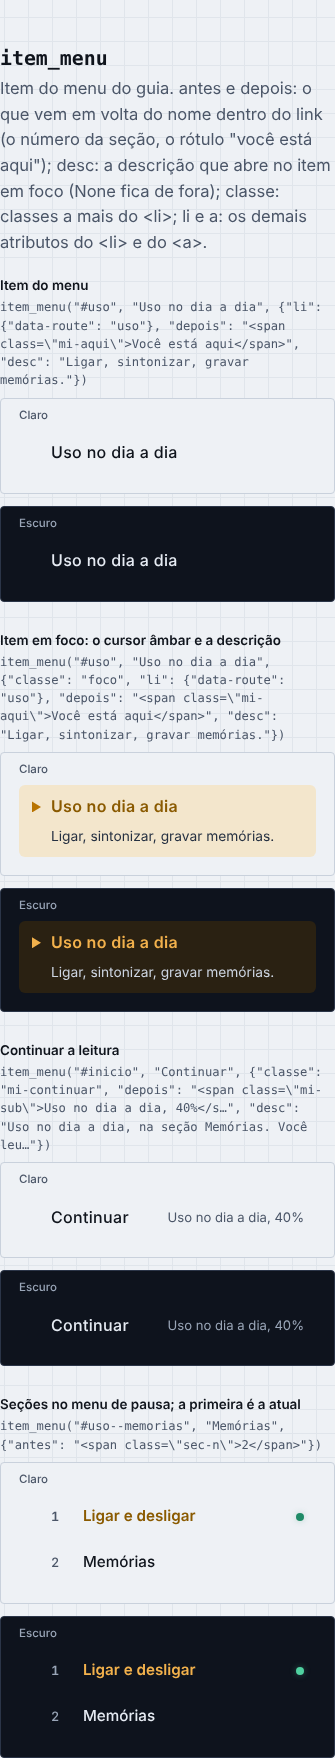 item_menu
Item do menu do guia. antes e depois: o
que vem em volta do nome dentro do link
(o número da seção, o rótulo "você está
aqui"); desc: a descrição que abre no item
em foco (None fica de fora); classe:
classes a mais do <li>; li e a: os demais
atributos do <li> e do <a>.
Item do menu
item_menu("#uso", "Uso no dia a dia", {"li":
{"data-route": "uso"}, "depois": "<span
class=\"mi-aqui\">Você está aqui</span>",
"desc": "Ligar, sintonizar, gravar
memórias."})
Claro
Uso no dia a dia
Escuro
Uso no dia a dia
Item em foco: o cursor âmbar e a descrição
item_menu("#uso", "Uso no dia a dia",
{"classe": "foco", "li": {"data-route":
"uso"}, "depois": "<span class=\"mi-
aqui\">Você está aqui</span>", "desc":
"Ligar, sintonizar, gravar memórias."})
Claro
Uso no dia a dia
Ligar, sintonizar, gravar memórias.
Escuro
Uso no dia a dia
Ligar, sintonizar, gravar memórias.
Continuar a leitura
item_menu("#inicio", "Continuar", {"classe":
"mi-continuar", "depois": "<span class=\"mi-
sub\">Uso no dia a dia, 40%</s…", "desc":
"Uso no dia a dia, na seção Memórias. Você
leu…"})
Claro
Continuar Uso no dia a dia, 40%
Escuro
Continuar Uso no dia a dia, 40%
Seções no menu de pausa; a primeira é a atual
item_menu("#uso--memorias", "Memórias",
{"antes": "<span class=\"sec-n\">2</span>"})
Claro
1 Ligar e desligar
2 Memórias
Escuro
1 Ligar e desligar
2 Memórias